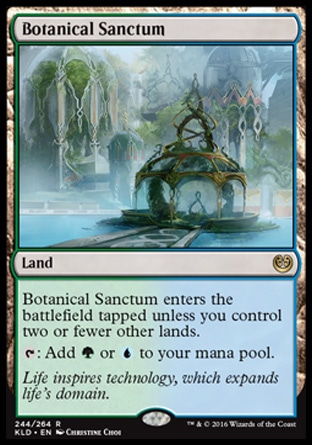 Botanical Sanctum
Land
Botanical Sanctum enters the
battlefield tapped unless you control
two or fewer other lands.
: Add or to your mana pool.
Life inspires technology, which expands
life's domain.
244/264 R
KLD • EN Christine Choi
™ & © 2016 Wizards of the Coast